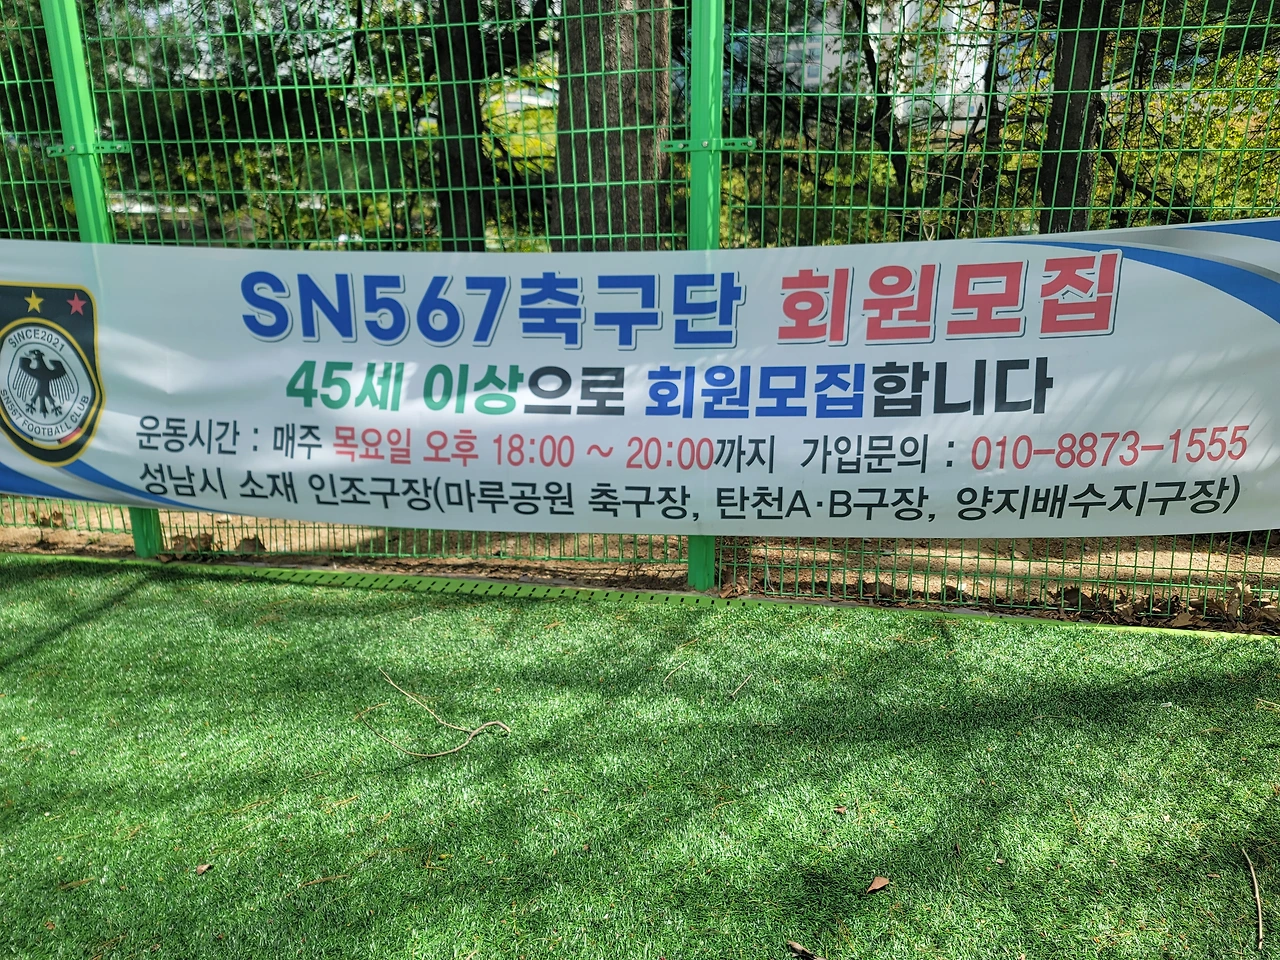 SN567축구단 회원모집
45세 이상으로 회원모집합니다
운동시간 : 매주 목요일 오후 18:00 ~ 20:00까지 가입문의 : 010-8873-1555
성남시 소재 인조구장(마루공원 축구장, 탄천A·B구장, 양지배수지구장)
SINCE2021
SN567 FOOTBALL CLUB